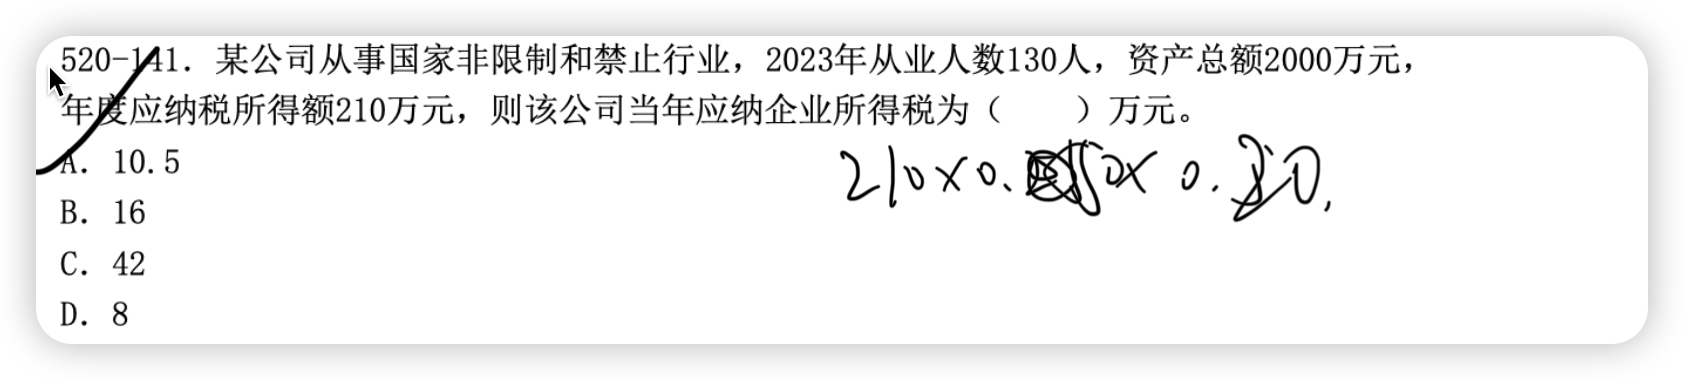 520-141. 某公司从事国家非限制和禁止行业，2023年从业人数130人，资产总额2000万元，
年度应纳税所得额210万元，则该公司当年应纳企业所得税为（　　）万元。
A. 10.5
B. 16
C. 42
D. 8
210×0.